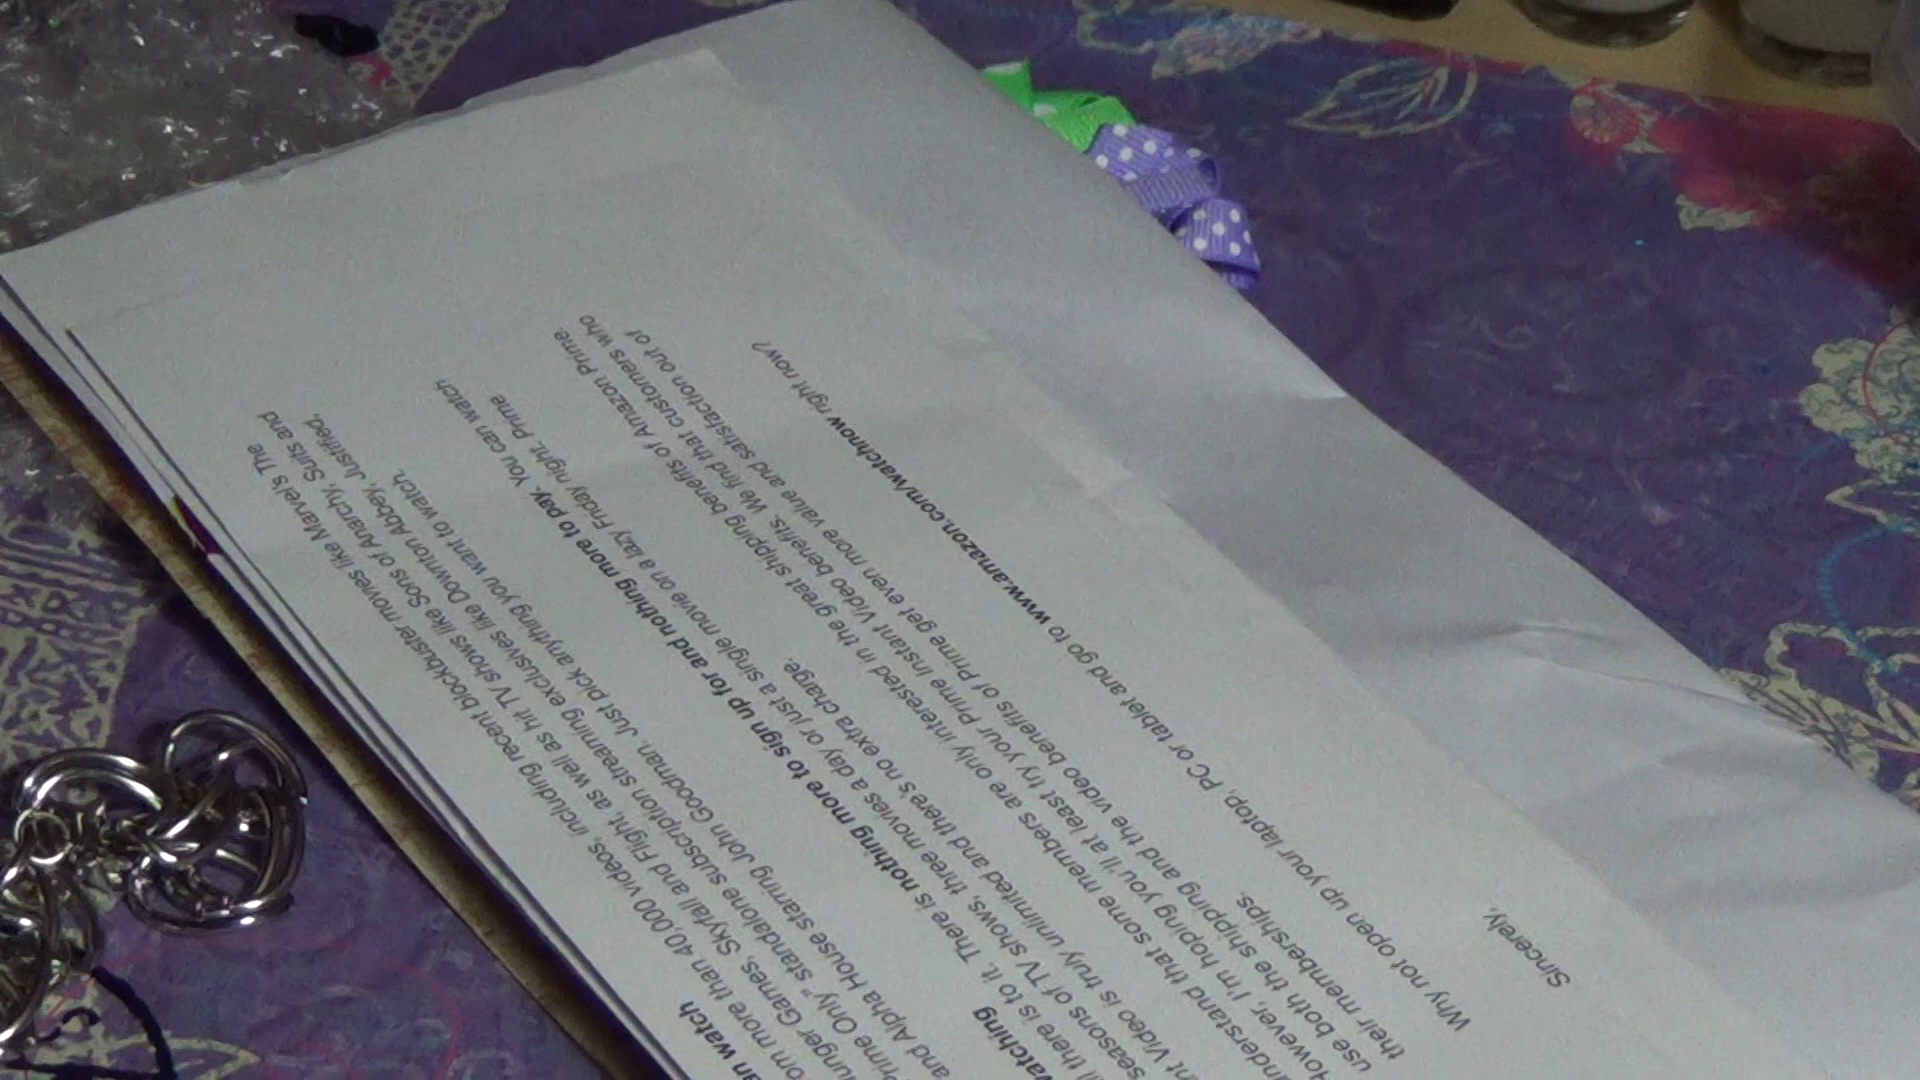 an watch
om more than 40,000 videos, including recent blockbuster movies like Marvel's The
unger Games, Skyfall and Flight, as well as hit TV shows like Sons of Anarchy, Suits and
Prime Only" standalone subscription streaming exclusives like Downton Abbey, Justified,
and Alpha House starring John Goodman. Just pick anything you want to watch.
watching
ll there is to it. There is nothing more to sign up for and nothing more to pay. You can watch
seasons of TV shows, three movies a day or just a single movie on a lazy Friday night. Prime
nt Video is truly unlimited and there's no extra charge.
nderstand that some members are only interested in the great shipping benefits of Amazon Prime.
However, I'm hoping you'll at least try your Prime Instant Video benefits. We find that customers who
use both the shipping and the video benefits of Prime get even more value and satisfaction out of
their memberships.
Why not open up your laptop, PC or tablet and go to www.amazon.com/watchnow right now?
Sincerely,